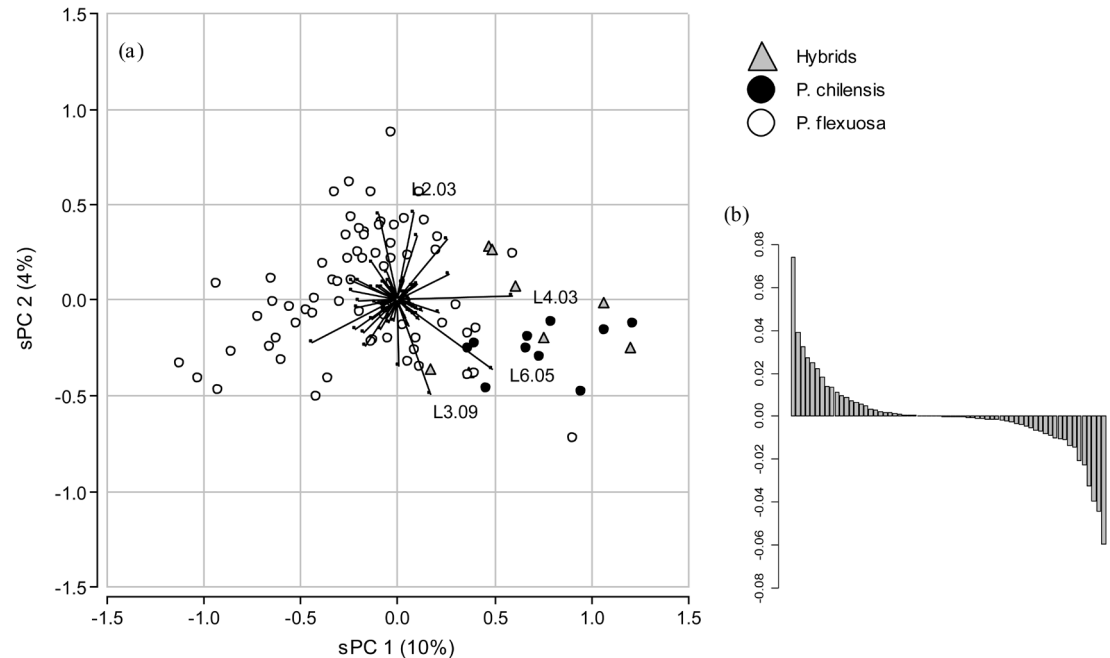 (a)
1.5
1.0
0.5
0.0
-0.5
-1.0
-1.5
sPC 2 (4%)
L2.03
L4.03
L6.05
L3.09
-1.5 -1.0 -0.5 0.0 0.5 1.0 1.5
sPC 1 (10%)
Hybrids
P. chilensis
P. flexuosa
(b)
0.08
0.06
0.04
0.02
0.00
-0.02
-0.04
-0.06
-0.08